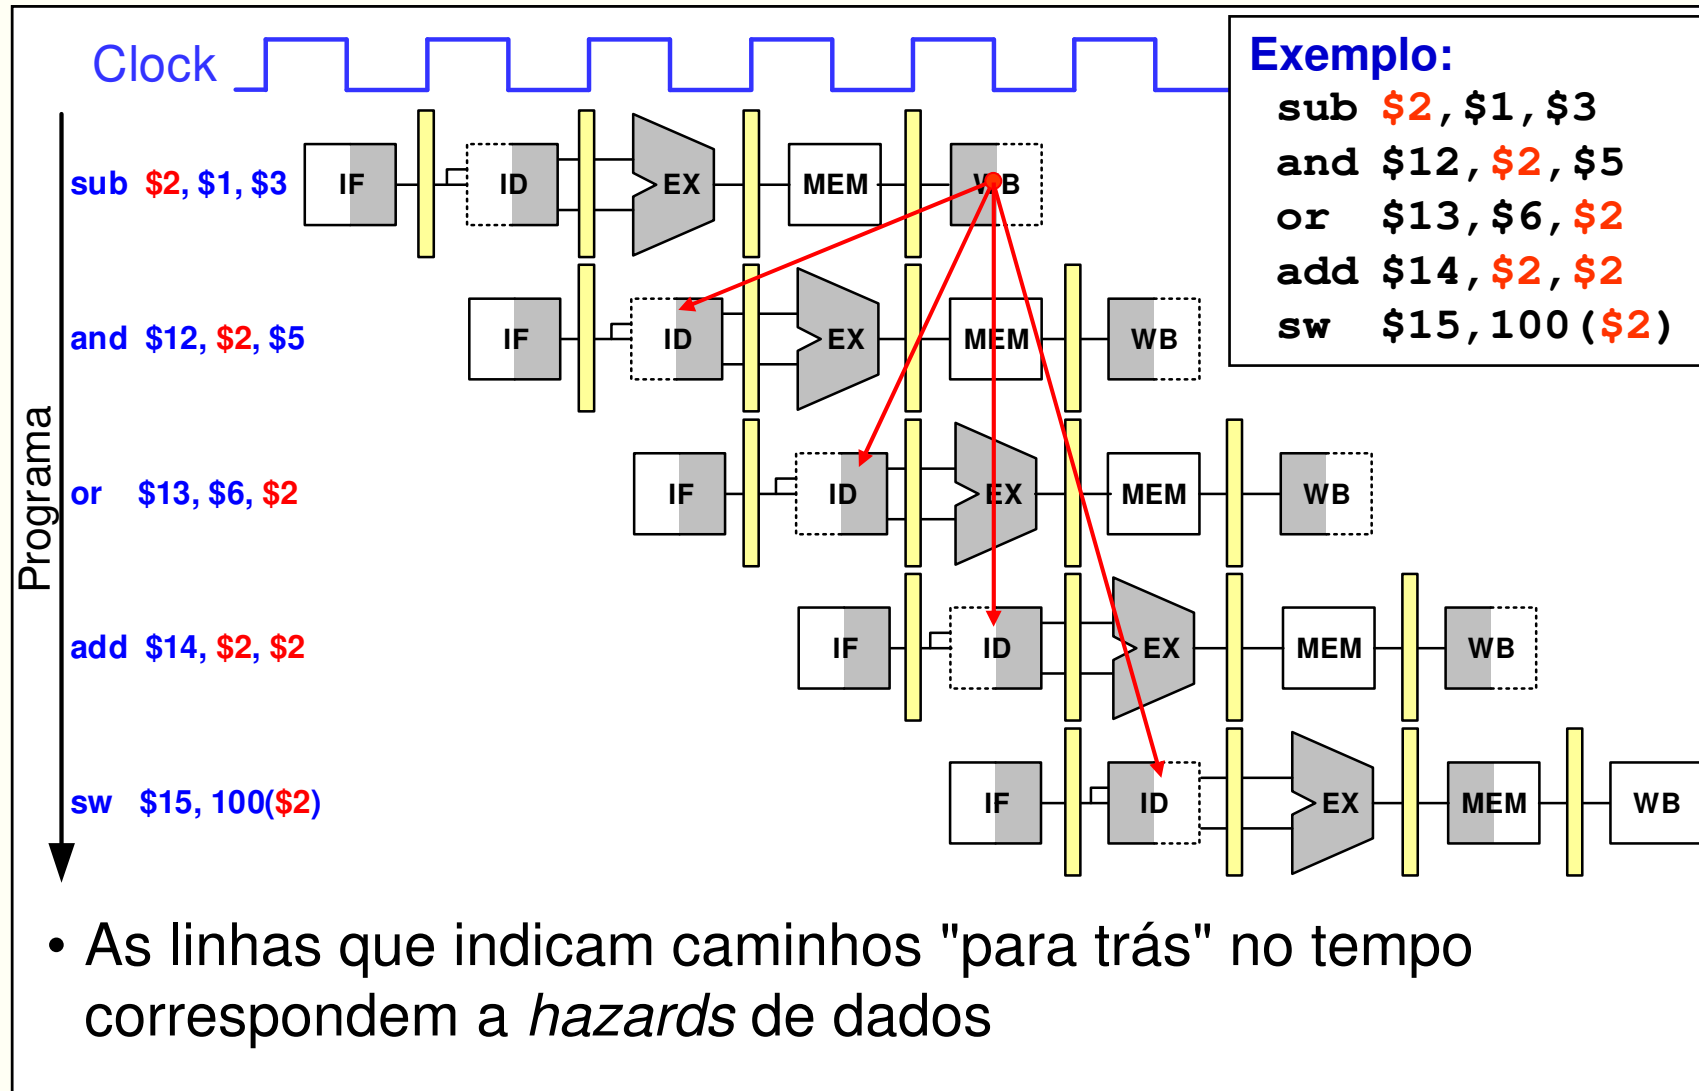 Clock
Exemplo:
sub $2,$1,$3
and $12,$2,$5
or $13,$6,$2
add $14,$2,$2
sw $15,100($2)
Programa
sub $2, $1, $3
IF ID EX MEM WB
and $12, $2, $5
IF ID EX MEM WB
or $13, $6, $2
IF ID EX MEM WB
add $14, $2, $2
IF ID EX MEM WB
sw $15, 100($2)
IF ID EX MEM WB
• As linhas que indicam caminhos "para trás" no tempo
correspondem a hazards de dados